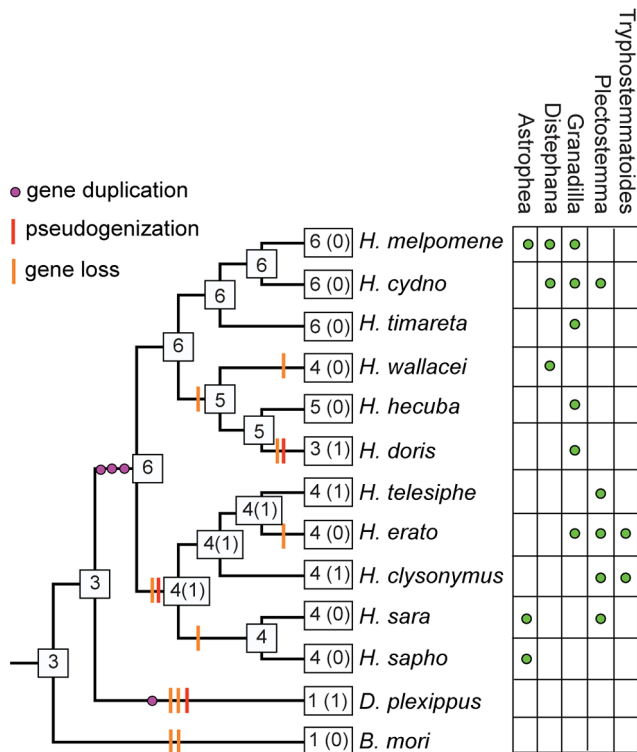 Astrophea
Distephana
Granadilla
Plectostemma
Tryphostemmatoides
gene duplication
pseudogenization
gene loss
6 (0) H. melpomene
6
6 (0) H. cydno
6
6 (0) H. timareta
6
4 (0) H. wallacei
5
5 (0) H. hecuba
5
3 (1) H. doris
6
4 (1) H. telesiphe
4(1)
4 (0) H. erato
4(1)
4 (1) H. clysonymus
3
4(1)
4 (0) H. sara
4
4 (0) H. sapho
3
1 (1) D. plexippus
1 (0) B. mori